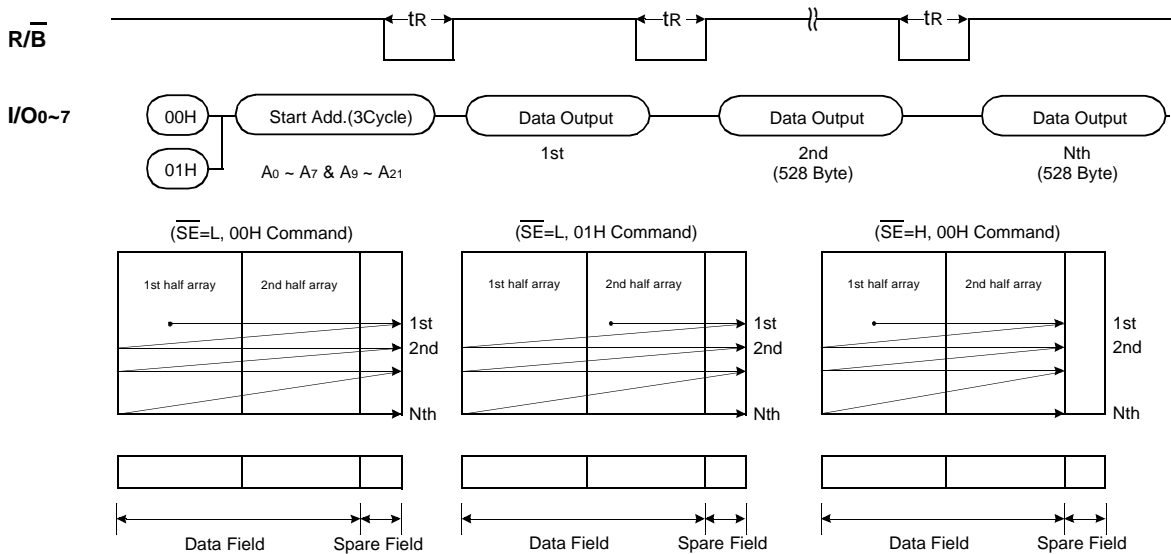 R/B̅ tR tR tR
I/O0~7 00H Start Add.(3Cycle) Data Output Data Output Data Output
01H A0 ~ A7 & A9 ~ A21 1st 2nd Nth
(528 Byte) (528 Byte)
(S̅E̅=L, 00H Command) (S̅E̅=L, 01H Command) (S̅E̅=H, 00H Command)
1st half array 2nd half array 1st half array 2nd half array 1st half array 2nd half array
1st 1st 1st
2nd 2nd 2nd
Nth Nth Nth
Data Field Spare Field Data Field Spare Field Data Field Spare Field